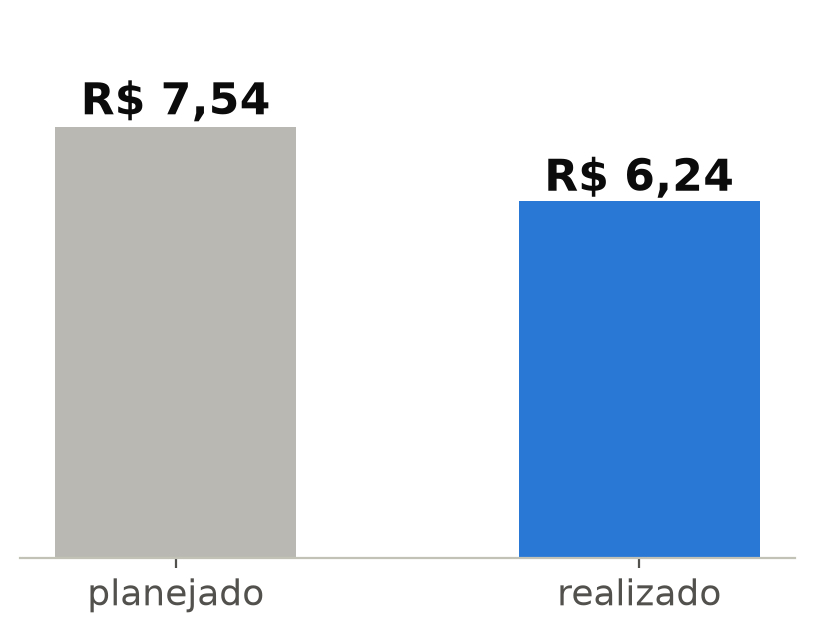 R$ 7,54
R$ 6,24
planejado
realizado